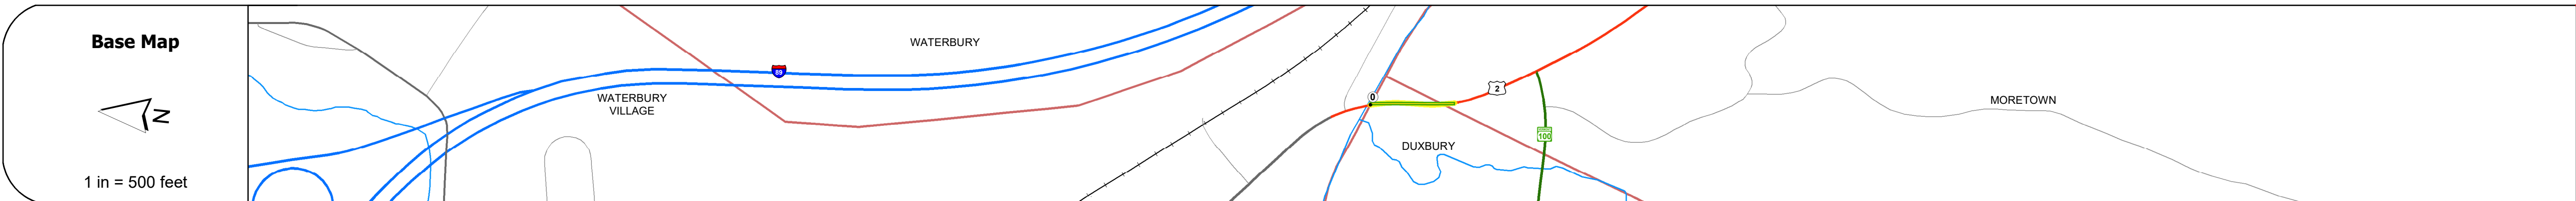 Base Map
N
1 in = 500 feet
WATERBURY
89
WATERBURY
VILLAGE
0
2
DUXBURY
100
MORETOWN